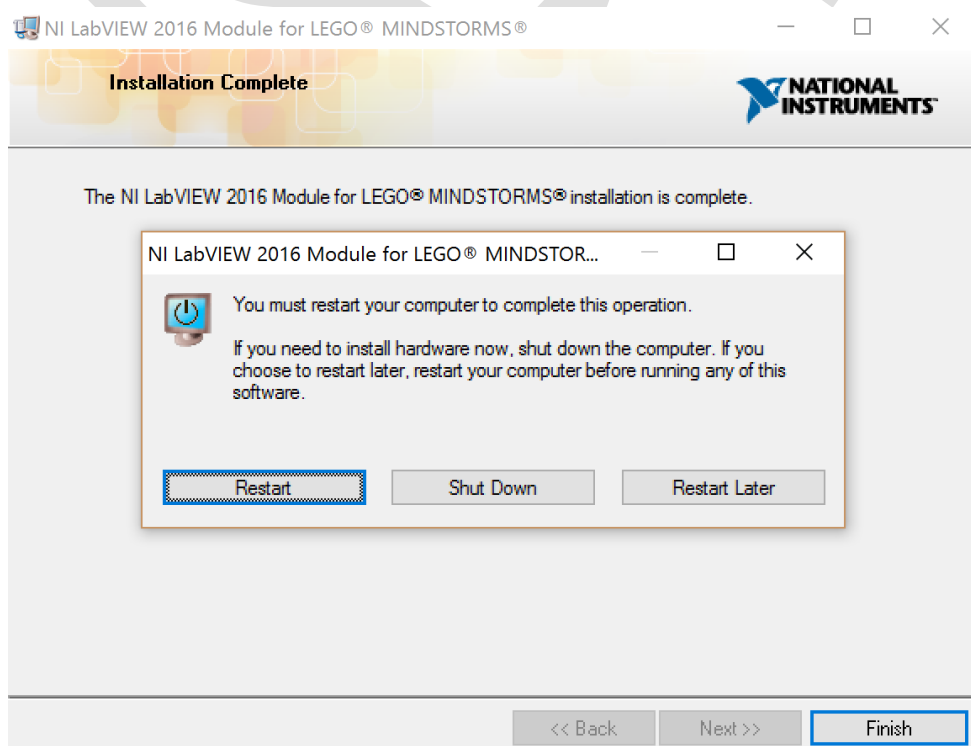 NI LabVIEW 2016 Module for LEGO® MINDSTORMS®
Installation Complete
NATIONAL
INSTRUMENTS™
The NI LabVIEW 2016 Module for LEGO® MINDSTORMS® installation is complete.
NI LabVIEW 2016 Module for LEGO® MINDSTOR...
You must restart your computer to complete this operation.
If you need to install hardware now, shut down the computer. If you
choose to restart later, restart your computer before running any of this
software.
Restart
Shut Down
Restart Later
<< Back
Next >>
Finish